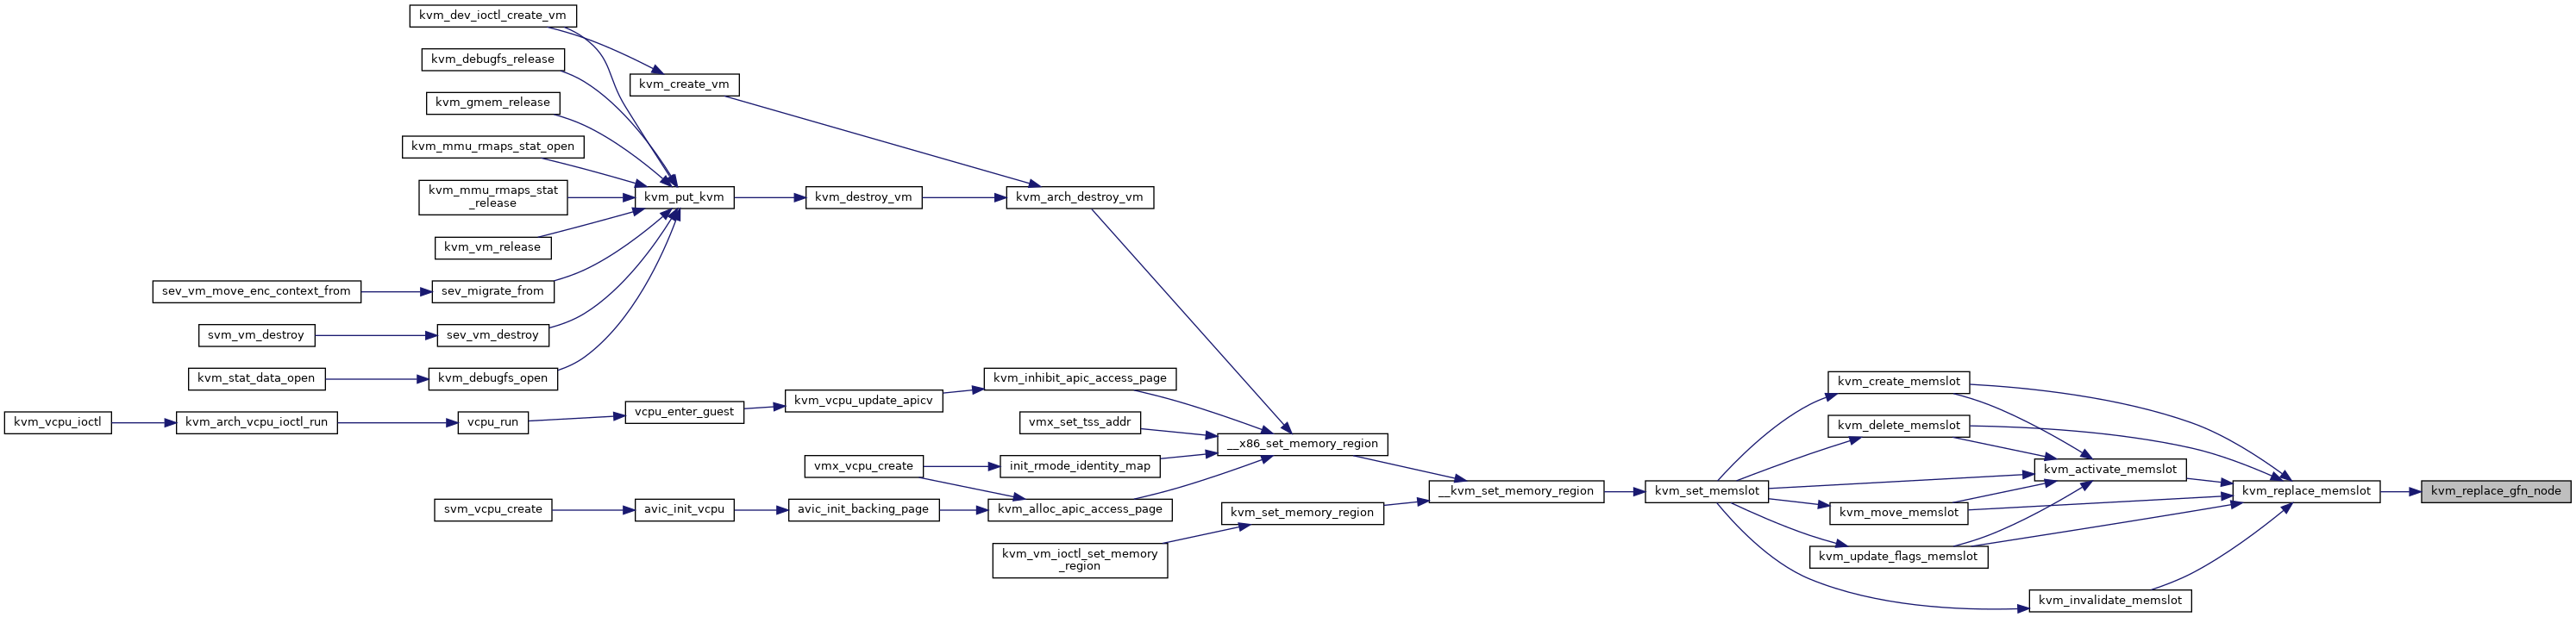 kvm_dev_ioctl_create_vm
kvm_debugfs_release
kvm_create_vm
kvm_gmem_release
kvm_mmu_rmaps_stat_open
kvm_mmu_rmaps_stat
_release
kvm_put_kvm
kvm_destroy_vm
kvm_arch_destroy_vm
kvm_vm_release
sev_vm_move_enc_context_from
sev_migrate_from
svm_vm_destroy
sev_vm_destroy
kvm_stat_data_open
kvm_debugfs_open
kvm_inhibit_apic_access_page
kvm_vcpu_update_apicv
vcpu_enter_guest
kvm_vcpu_ioctl
kvm_arch_vcpu_ioctl_run
vcpu_run
vmx_set_tss_addr
__x86_set_memory_region
vmx_vcpu_create
init_rmode_identity_map
svm_vcpu_create
avic_init_vcpu
avic_init_backing_page
kvm_alloc_apic_access_page
kvm_set_memory_region
kvm_vm_ioctl_set_memory
_region
__kvm_set_memory_region
kvm_set_memslot
kvm_create_memslot
kvm_delete_memslot
kvm_activate_memslot
kvm_move_memslot
kvm_update_flags_memslot
kvm_invalidate_memslot
kvm_replace_memslot
kvm_replace_gfn_node